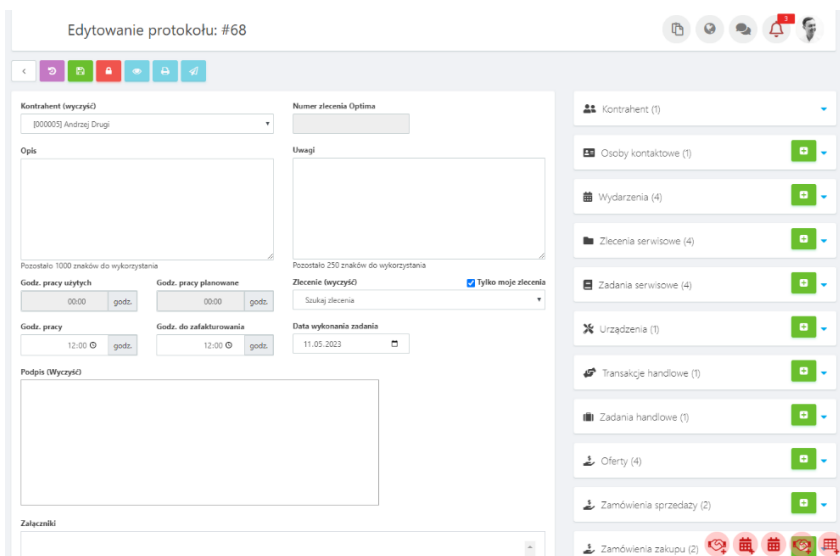 Edytowanie protokołu: #68
3
Kontrahent (wyczyść)
[000005] Andrzej Drugi
Numer zlecenia Optima
Opis
Uwagi
Pozostało 1000 znaków do wykorzystania
Pozostało 250 znaków do wykorzystania
Godz. pracy użytych
Godz. pracy planowane
Zlecenie (wyczyść)
Tylko moje zlecenia
00:00 godz.
00:00 godz.
Szukaj zlecenia
Godz. pracy
Godz. do zafakturowania
Data wykonania zadania
12:00 godz.
12:00 godz.
11.05.2023
Podpis (Wyczyść)
Załączniki
Kontrahent (1)
Osoby kontaktowe (1)
Wydarzenia (4)
Zlecenia serwisowe (4)
Zadania serwisowe (4)
Urządzenia (1)
Transakcje handlowe (1)
Zadania handlowe (1)
Oferty (4)
Zamówienia sprzedaży (2)
Zamówienia zakupu (2)